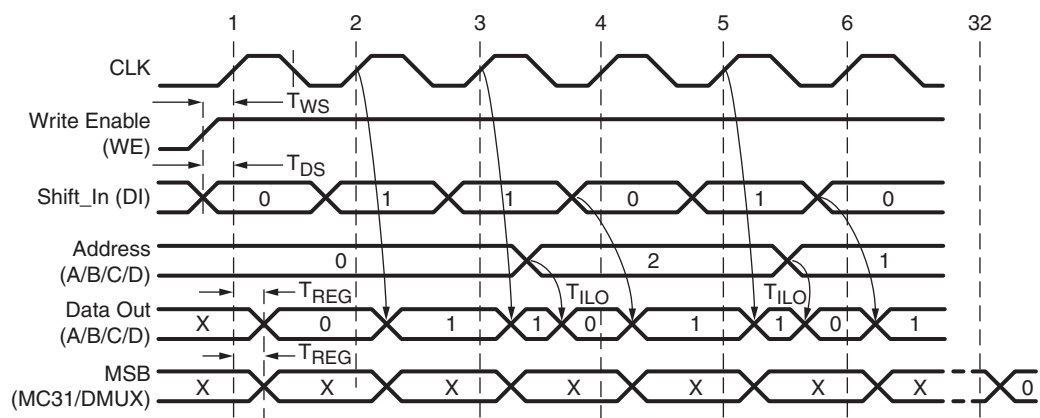 1 2 3 4 5 6 32
CLK
T_WS
Write Enable
(WE)
T_DS
Shift_In (DI) 0 1 1 0 1 0
Address
(A/B/C/D) 0 2 1
T_REG T_ILO T_ILO
Data Out
(A/B/C/D) X 0 1 1 0 1 1 0 1
T_REG
MSB
(MC31/DMUX) X X X X X X X 0